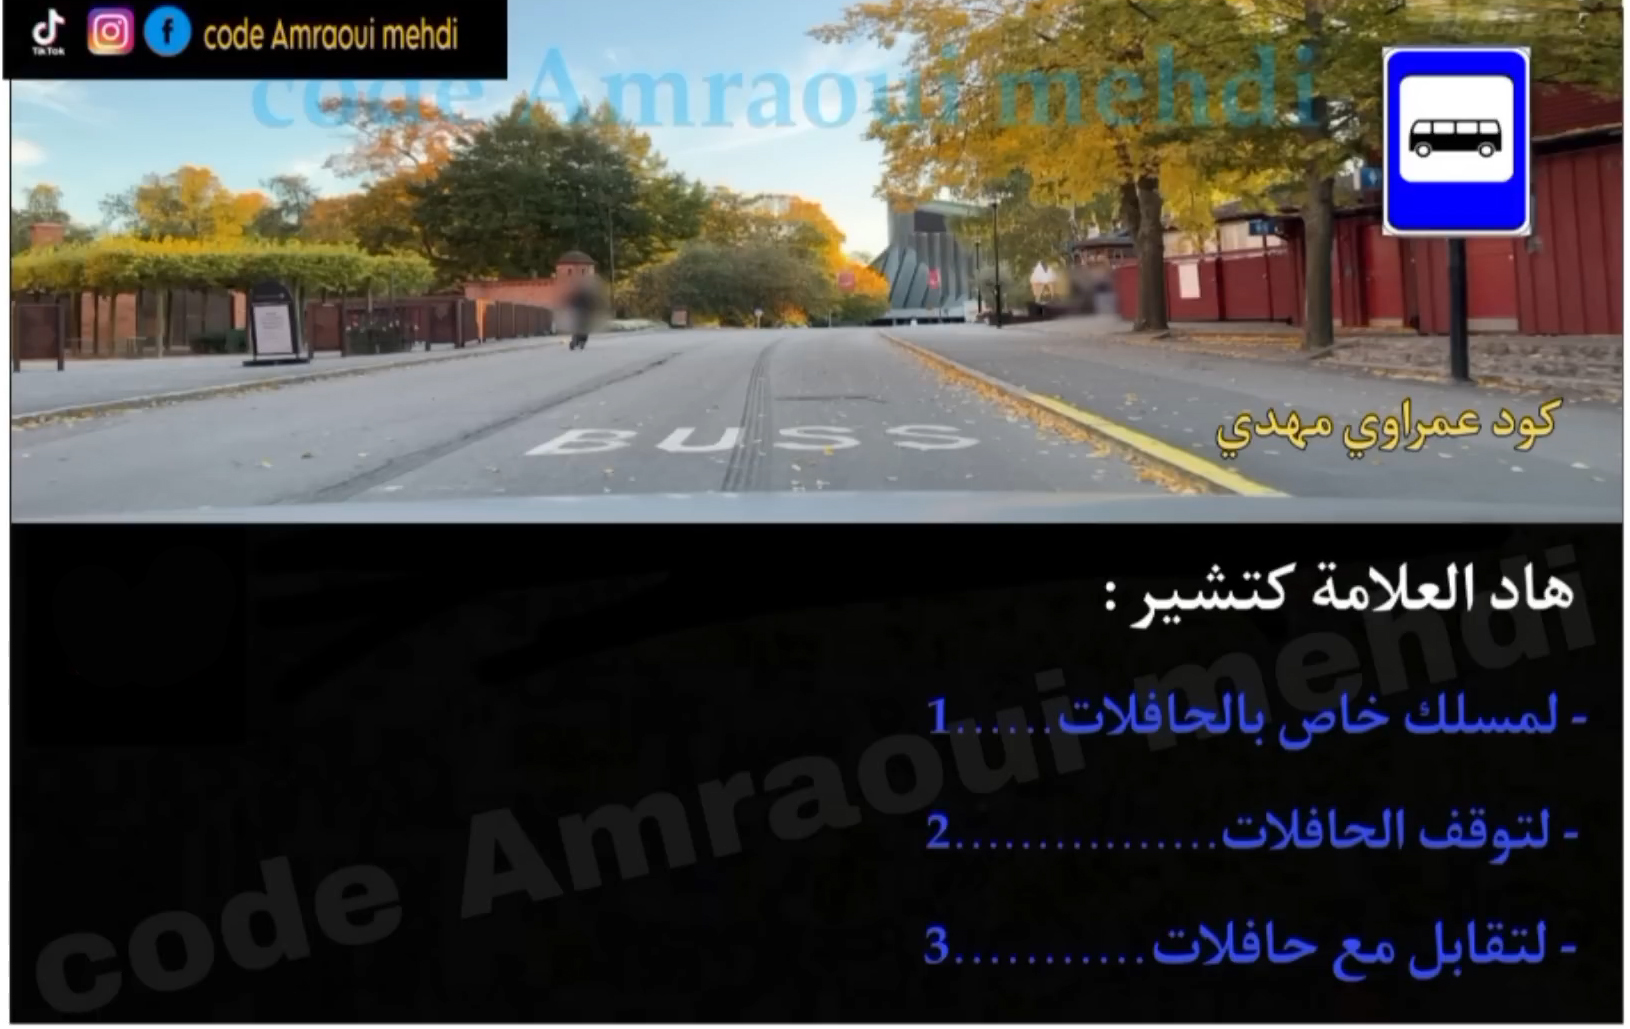 TikTok
code Amraoui mehdi
code Amraoui mehdi
BUSS
كود عمراوي مهدي
هاد العلامة كتشير :
- لمسلك خاص بالحافلات......1
- لتوقف الحافلات................2
- لتقابل مع حافلات...........3
code Amraoui mehdi